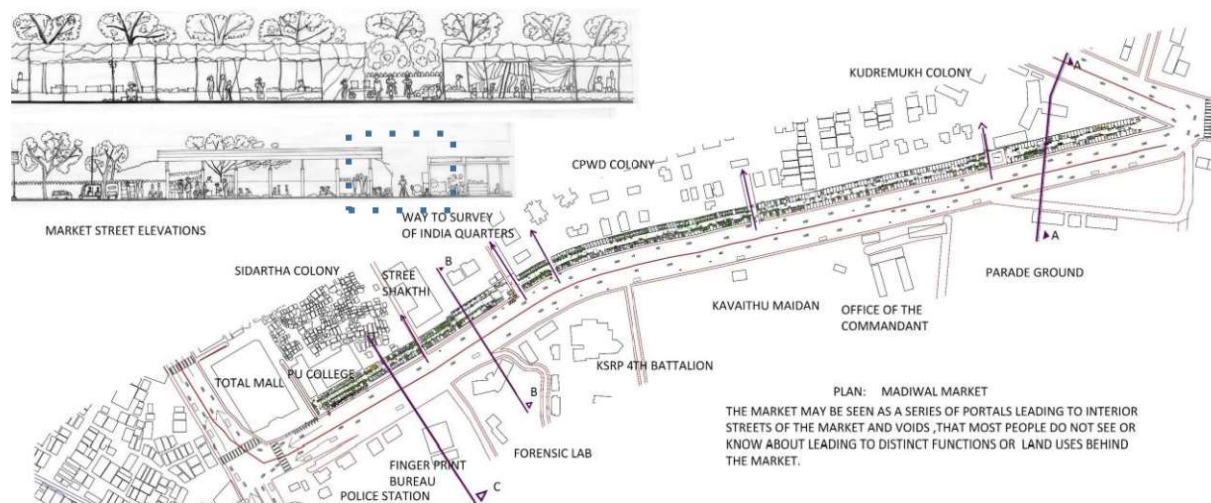 MARKET STREET ELEVATIONS
KUDREMUKH COLONY
A
CPWD COLONY
WAY TO SURVEY
OF INDIA QUARTERS
B
SIDARTHA COLONY
STREE
SHAKTHI
A
PARADE GROUND
KAVAITHU MAIDAN
OFFICE OF THE
COMMANDANT
KSRP 4TH BATTALION
TOTAL MALL
PU COLLEGE
B
FORENSIC LAB
FINGER PRINT
BUREAU
POLICE STATION
C
PLAN: MADIWAL MARKET
THE MARKET MAY BE SEEN AS A SERIES OF PORTALS LEADING TO INTERIOR
STREETS OF THE MARKET AND VOIDS ,THAT MOST PEOPLE DO NOT SEE OR
KNOW ABOUT LEADING TO DISTINCT FUNCTIONS OR LAND USES BEHIND
THE MARKET.